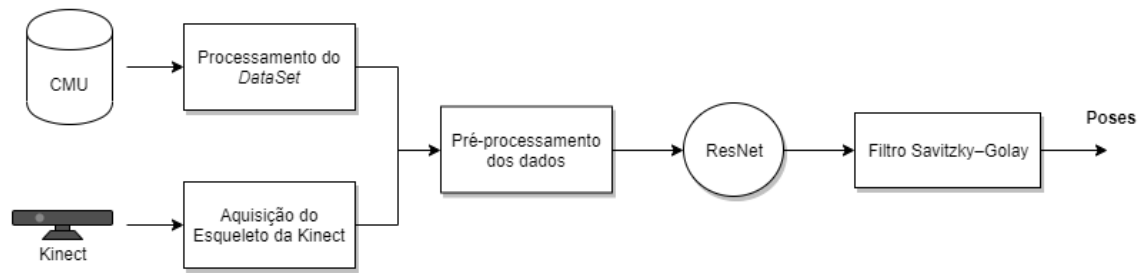 CMU
Processamento do
DataSet
Kinect
Aquisição do
Esqueleto da Kinect
Pré-processamento
dos dados
ResNet
Filtro Savitzky–Golay
Poses